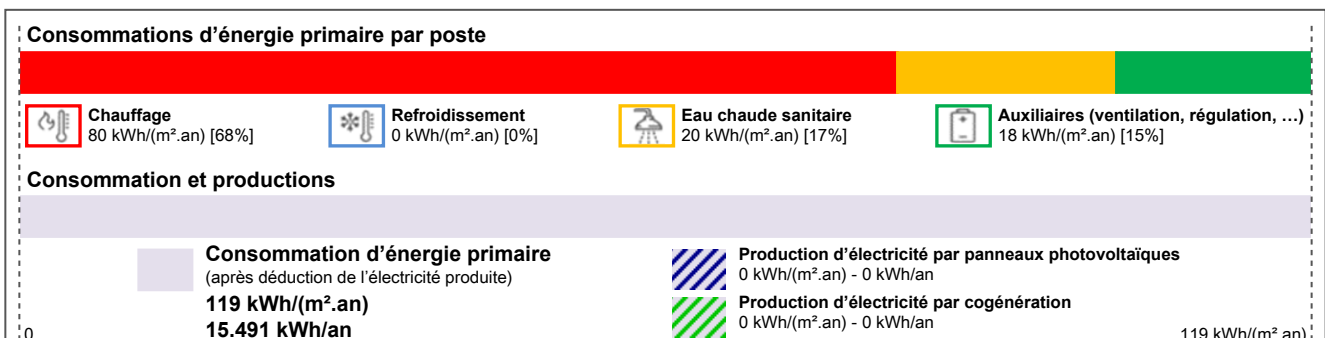 Consommations d’énergie primaire par poste
Chauffage
80 kWh/(m².an) [68%]
Refroidissement
0 kWh/(m².an) [0%]
Eau chaude sanitaire
20 kWh/(m².an) [17%]
Auxiliaires (ventilation, régulation, …)
18 kWh/(m².an) [15%]
Consommation et productions
Consommation d’énergie primaire
(après déduction de l’électricité produite)
119 kWh/(m².an)
15.491 kWh/an
Production d’électricité par panneaux photovoltaïques
0 kWh/(m².an) - 0 kWh/an
Production d’électricité par cogénération
0 kWh/(m².an) - 0 kWh/an
0
119 kWh/(m².an)